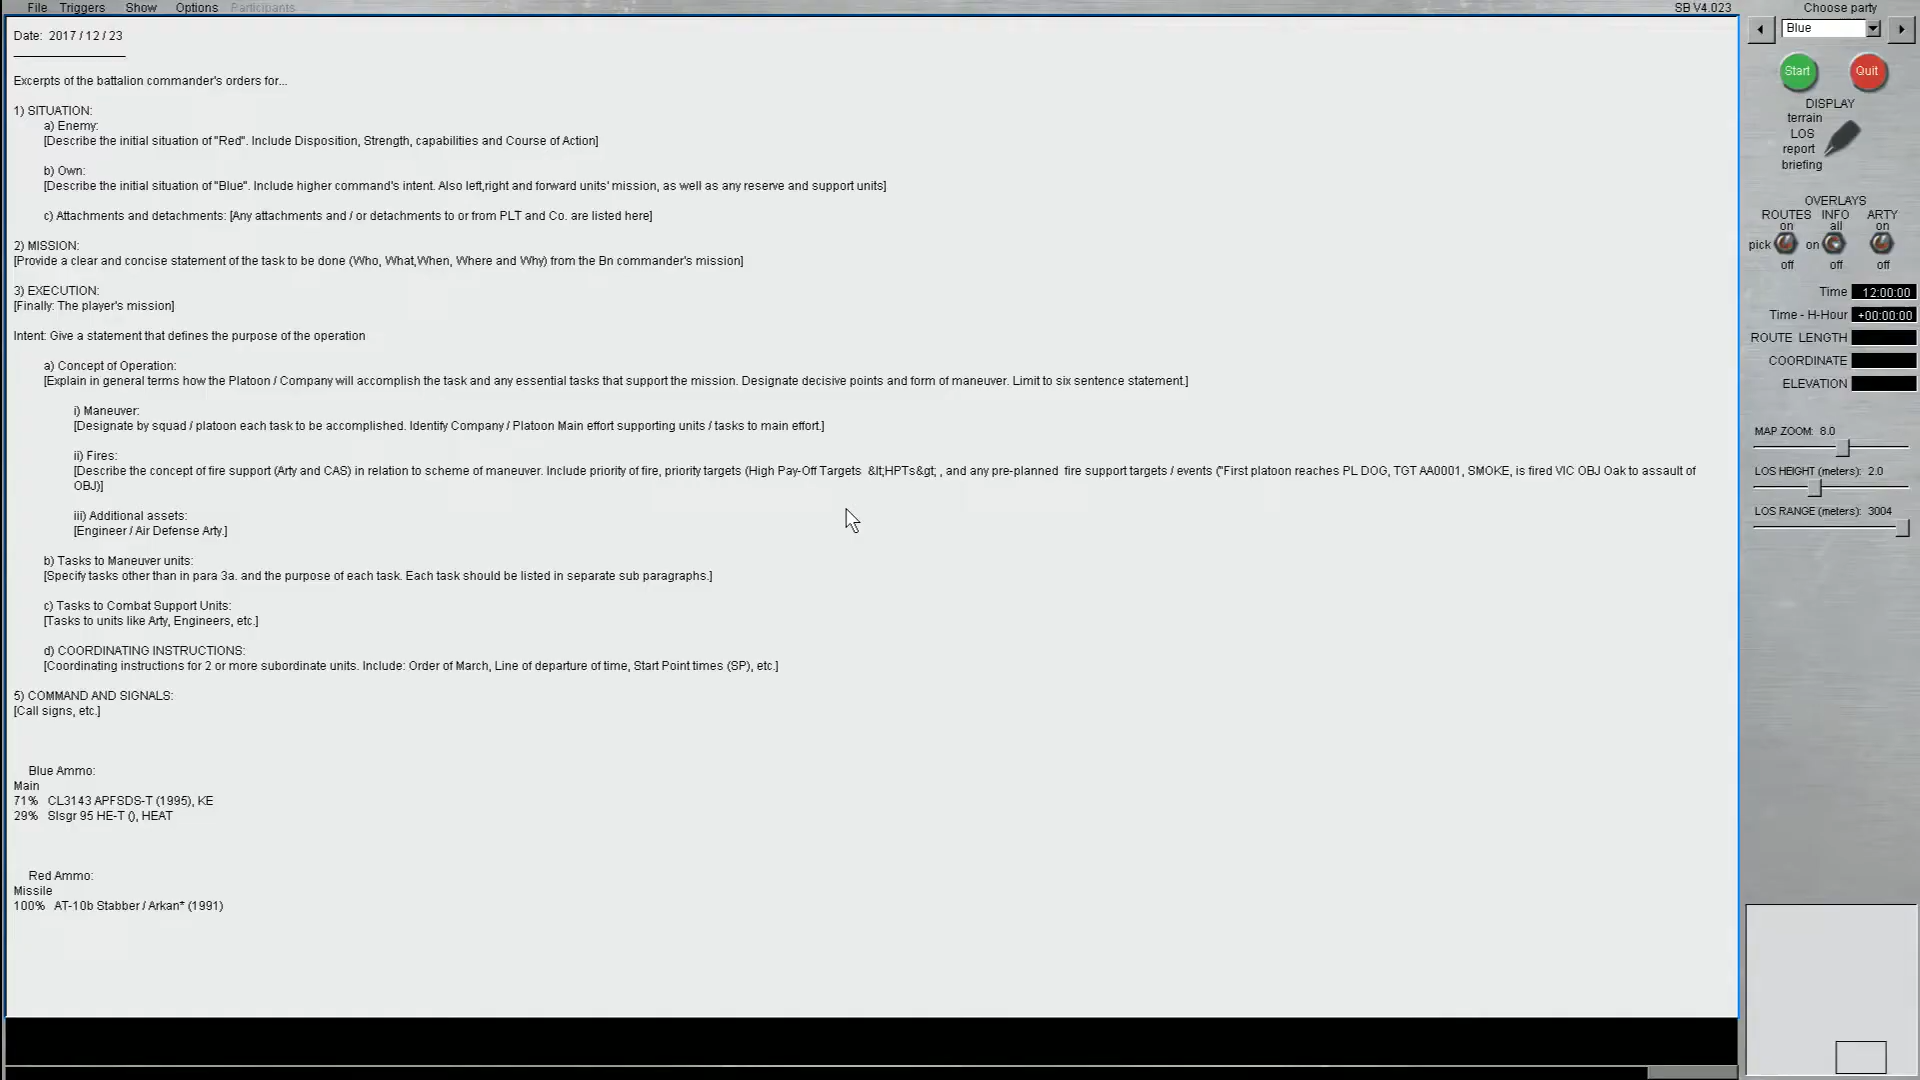 File Triggers Show Options Participants SB V4.023 Choose party
Date: 2017 / 12 / 23
Blue
Excerpts of the battalion commander's orders for...
Start Quit
DISPLAY
1) SITUATION:
terrain
a) Enemy:
LOS
[Describe the initial situation of "Red". Include Disposition, Strength, capabilities and Course of Action]
report
briefing
b) Own:
[Describe the initial situation of "Blue". Include higher command's intent. Also left,right and forward units' mission, as well as any reserve and support units]
OVERLAYS
c) Attachments and detachments: [Any attachments and / or detachments to or from PLT and Co. are listed here]
ROUTES INFO ARTY
on all on
2) MISSION:
pick on
[Provide a clear and concise statement of the task to be done (Who, What,When, Where and Why) from the Bn commander's mission]
off off off
3) EXECUTION:
Time 12:00:00
[Finally: The player's mission]
Time - H-Hour +00:00:00
Intent: Give a statement that defines the purpose of the operation
ROUTE LENGTH
COORDINATE
a) Concept of Operation:
[Explain in general terms how the Platoon / Company will accomplish the task and any essential tasks that support the mission. Designate decisive points and form of maneuver. Limit to six sentence statement.]
ELEVATION
i) Maneuver:
[Designate by squad / platoon each task to be accomplished. Identify Company / Platoon Main effort supporting units / tasks to main effort.]
MAP ZOOM: 8.0
ii) Fires:
[Describe the concept of fire support (Arty and CAS) in relation to scheme of maneuver. Include priority of fire, priority targets (High Pay-Off Targets &lt;HPTs&gt; , and any pre-planned fire support targets / events ("First platoon reaches PL DOG, TGT AA0001, SMOKE, is fired VIC OBJ Oak to assault of
OBJ)]
LOS HEIGHT (meters): 2.0
iii) Additional assets:
LOS RANGE (meters): 3004
[Engineer / Air Defense Arty.]
b) Tasks to Maneuver units:
[Specify tasks other than in para 3a. and the purpose of each task. Each task should be listed in separate sub paragraphs.]
c) Tasks to Combat Support Units:
[Tasks to units like Arty, Engineers, etc.]
d) COORDINATING INSTRUCTIONS:
[Coordinating instructions for 2 or more subordinate units. Include: Order of March, Line of departure of time, Start Point times (SP), etc.]
5) COMMAND AND SIGNALS:
[Call signs, etc.]
Blue Ammo:
Main
71% CL3143 APFSDS-T (1995), KE
29% Slsgr 95 HE-T (), HEAT
Red Ammo:
Missile
100% AT-10b Stabber / Arkan* (1991)